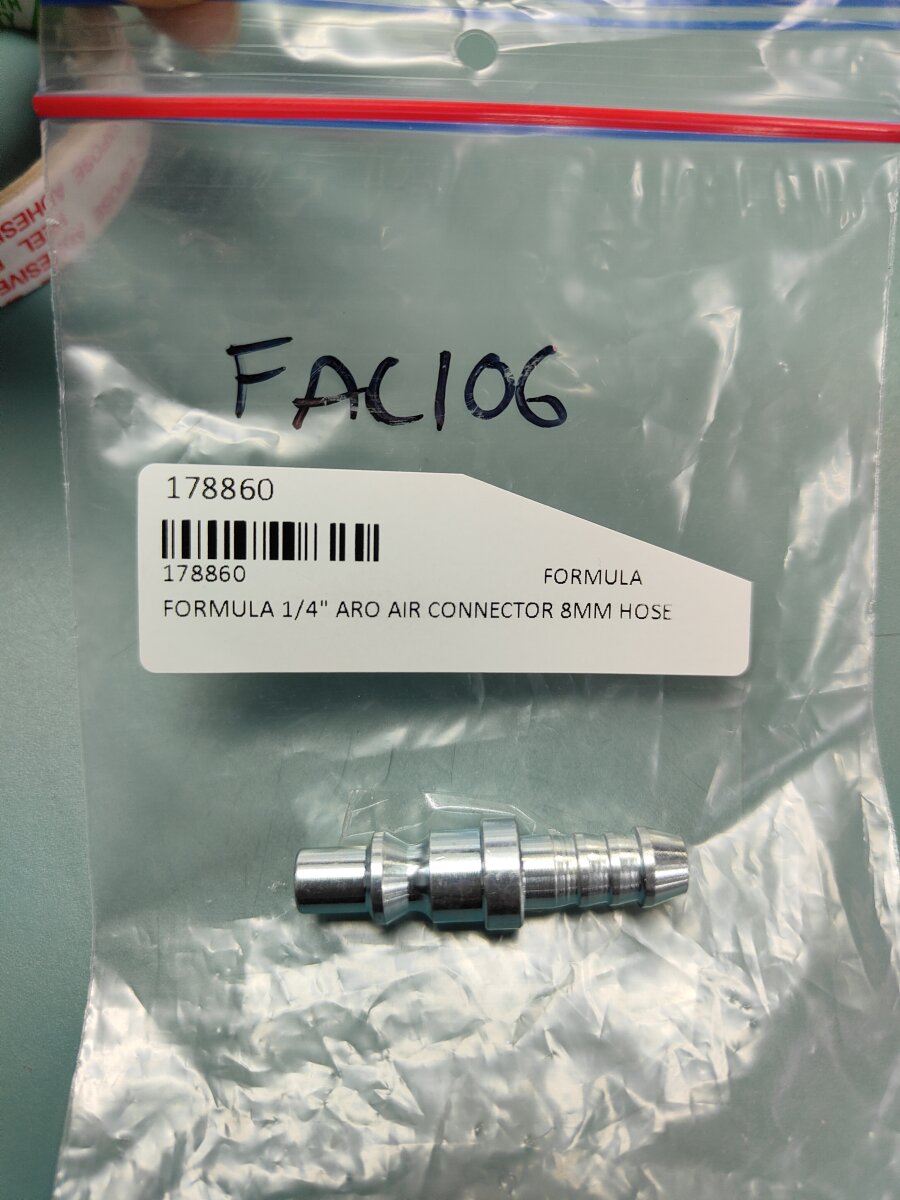 FAC106
178860
178860
FORMULA
FORMULA 1/4" ARO AIR CONNECTOR 8MM HOSE